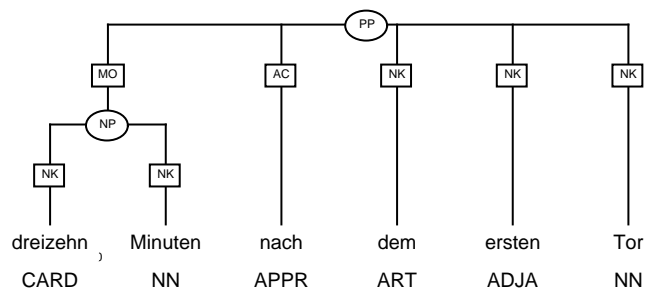 PP
MO AC NK NK NK
NP
NK NK
dreizehn Minuten nach dem ersten Tor
CARD NN APPR ART ADJA NN